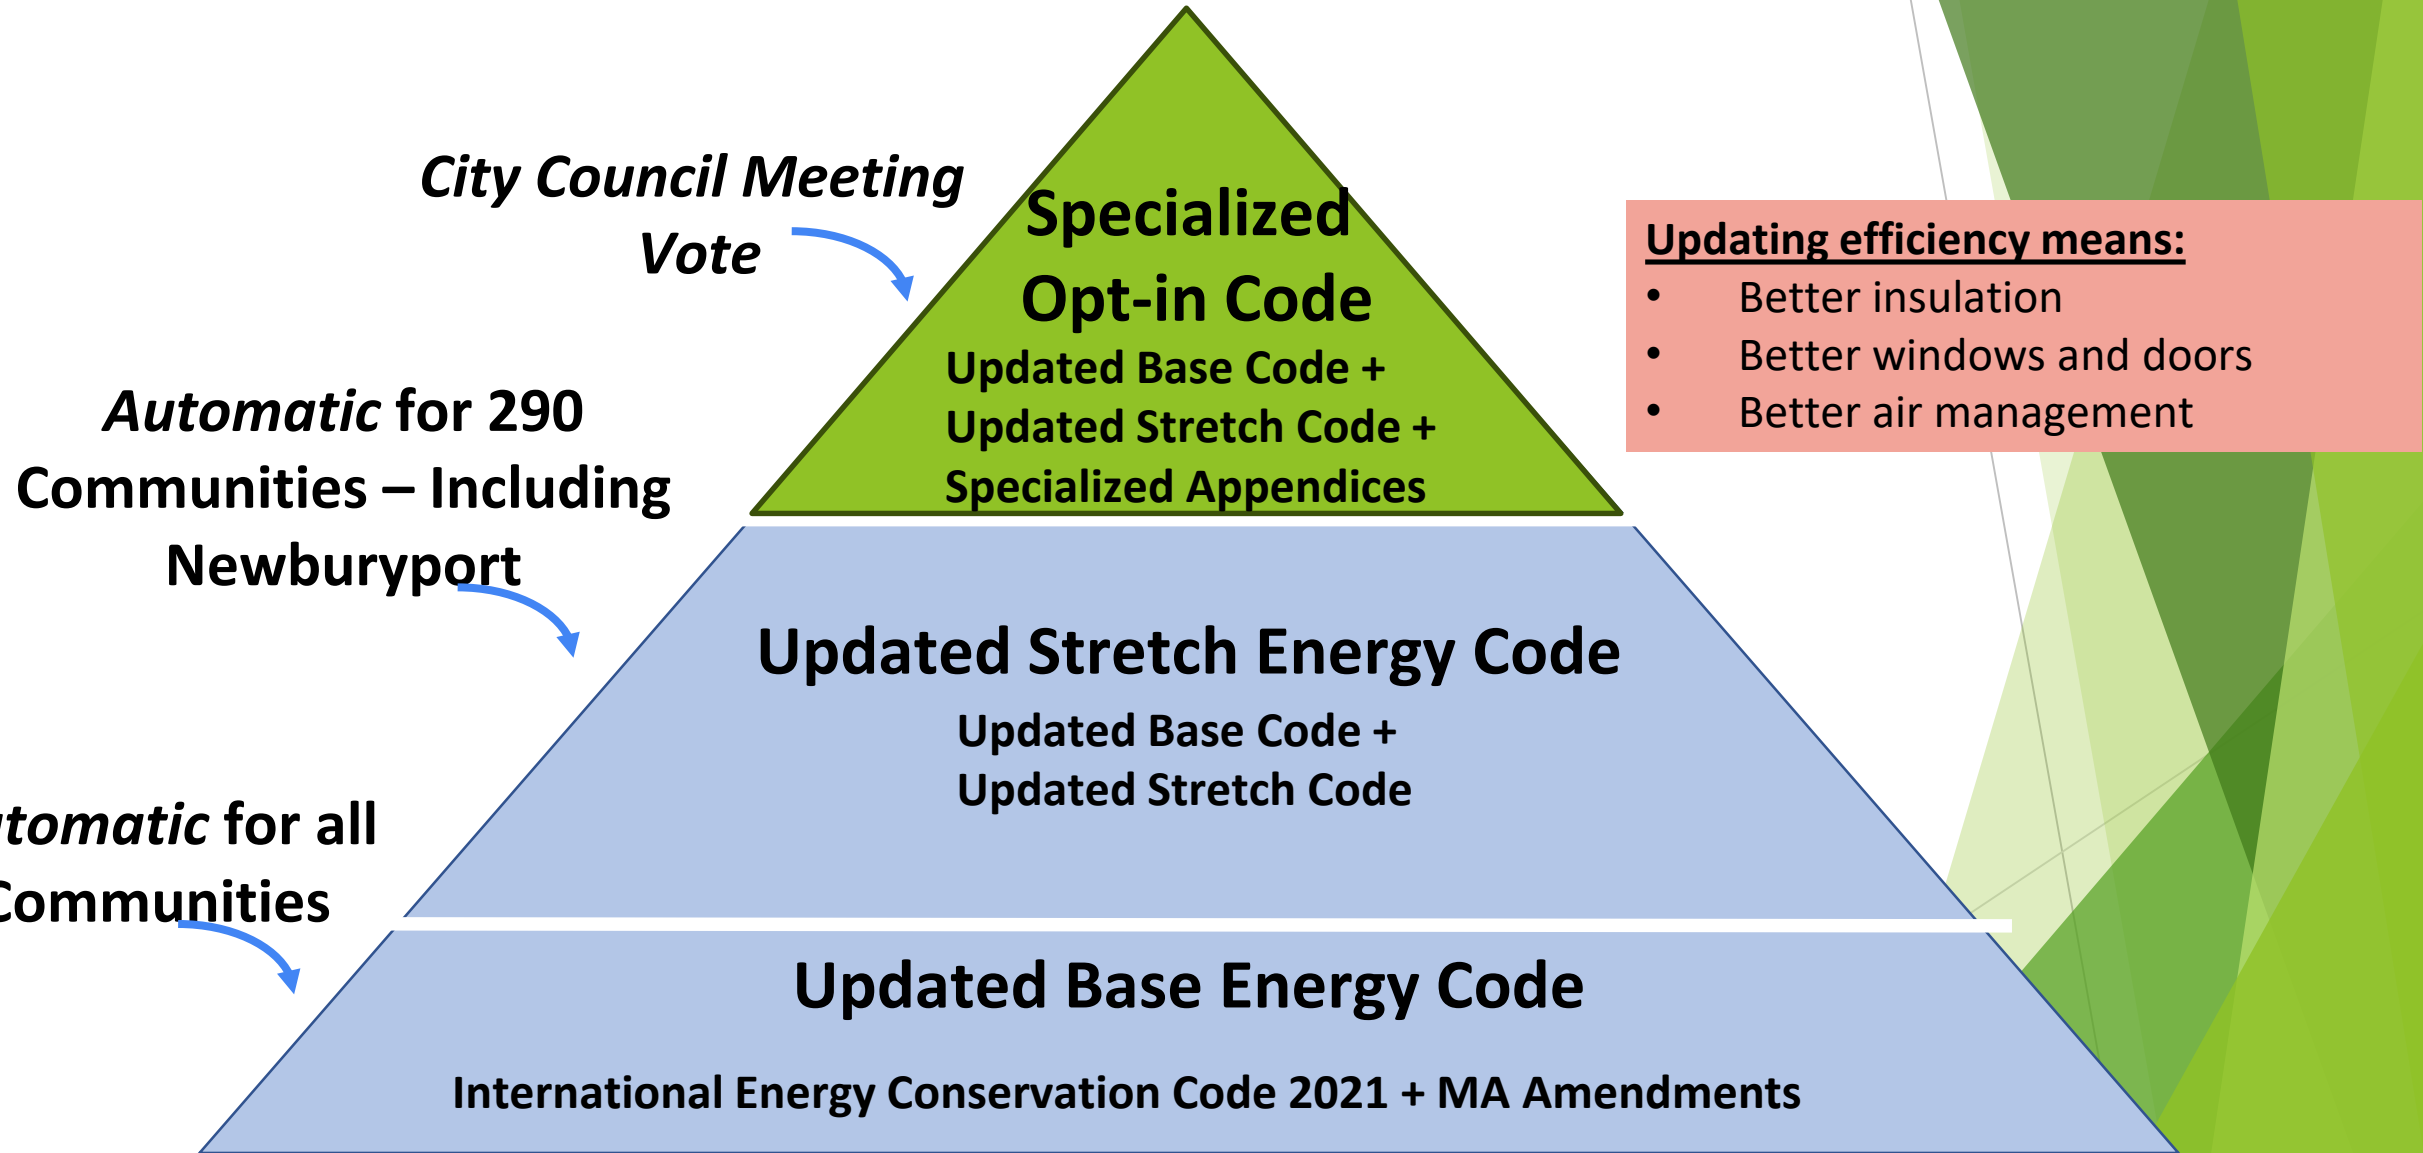 City Council Meeting
Vote
Specialized
Opt-in Code
Updated Base Code +
Updated Stretch Code +
Specialized Appendices
Updating efficiency means:
• Better insulation
• Better windows and doors
• Better air management
Automatic for 290
Communities – Including
Newburyport
Updated Stretch Energy Code
Updated Base Code +
Updated Stretch Code
tomatic for all
Communities
Updated Base Energy Code
International Energy Conservation Code 2021 + MA Amendments